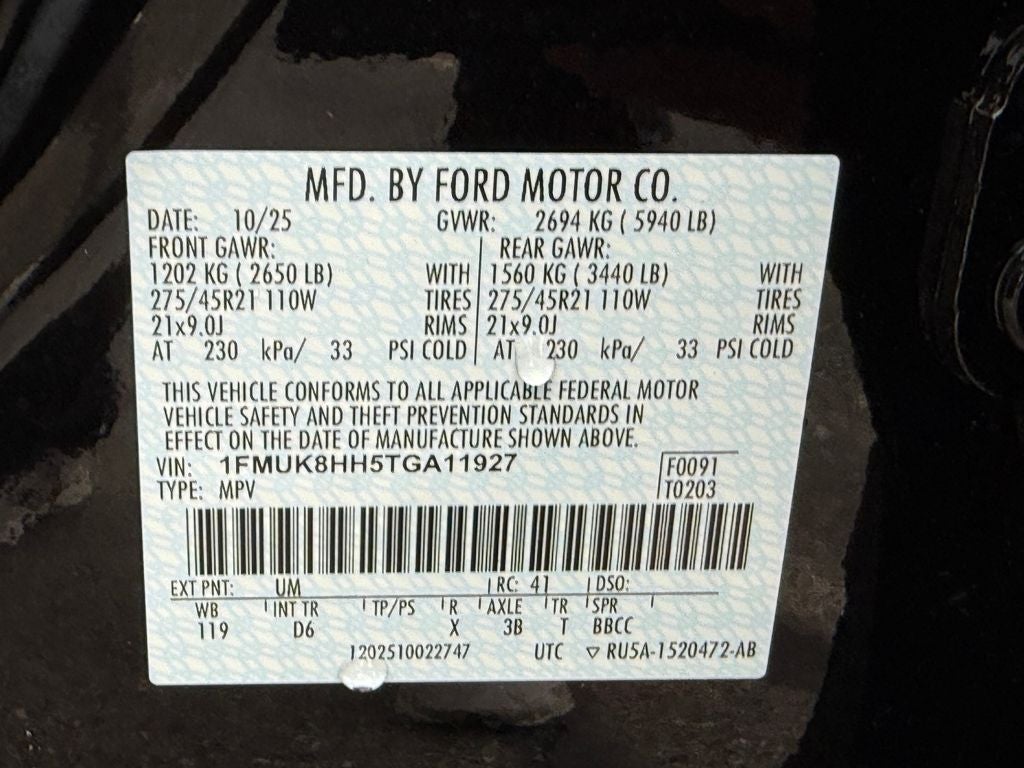 MFD. BY FORD MOTOR CO.
DATE: 10/25 GVWR: 2694 KG ( 5940 LB)
FRONT GAWR: REAR GAWR:
1202 KG ( 2650 LB) WITH 1560 KG ( 3440 LB) WITH
275/45R21 110W TIRES 275/45R21 110W TIRES
21x9.0J RIMS 21x9.0J RIMS
AT 230 kPa/ 33 PSI COLD AT 230 kPa/ 33 PSI COLD
THIS VEHICLE CONFORMS TO ALL APPLICABLE FEDERAL MOTOR
VEHICLE SAFETY AND THEFT PREVENTION STANDARDS IN
EFFECT ON THE DATE OF MANUFACTURE SHOWN ABOVE.
VIN: 1FMUK8HH5TGA11927 F0091
TYPE: MPV T0203
EXT PNT: UM RC: 41 DSO:
WB INT TR TP/PS R AXLE TR SPR
119 D6 X 3B T BBCC
1202510022747 UTC ▽ RU5A-1520472-AB